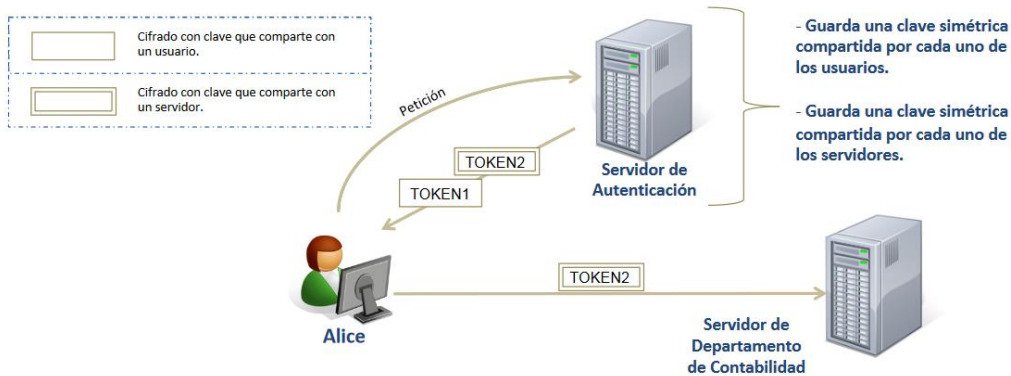 Cifrado con clave que comparte con
un usuario.
Cifrado con clave que comparte con
un servidor.
Petición
TOKEN2
TOKEN1
Servidor de
Autenticación
- Guarda una clave simétrica
compartida por cada uno de
los usuarios.
- Guarda una clave simétrica
compartida por cada uno de
los servidores.
Alice
TOKEN2
Servidor de
Departamento
de Contabilidad